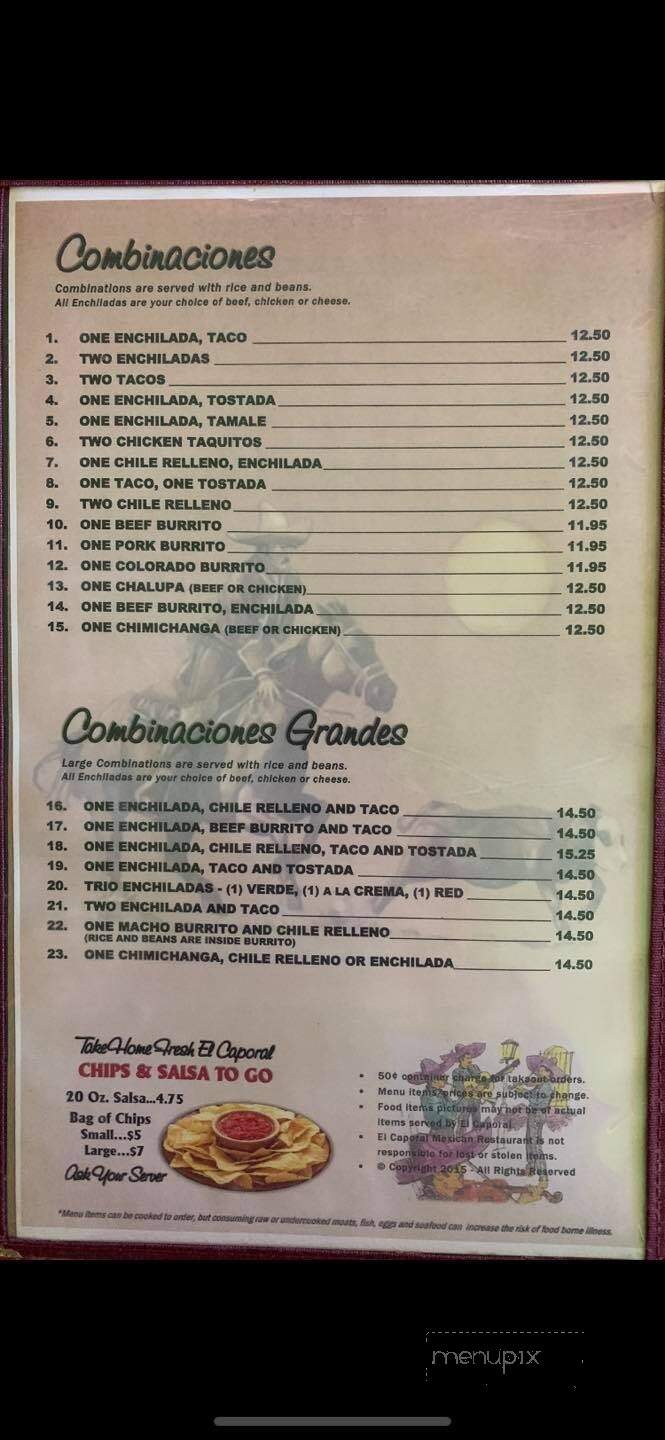 Combinaciones
Combinations are served with rice and beans.
All Enchiladas are your choice of beef, chicken or cheese.
1. ONE ENCHILADA, TACO 12.50
2. TWO ENCHILADAS 12.50
3. TWO TACOS 12.50
4. ONE ENCHILADA, TOSTADA 12.50
5. ONE ENCHILADA, TAMALE 12.50
6. TWO CHICKEN TAQUITOS 12.50
7. ONE CHILE RELLENO, ENCHILADA 12.50
8. ONE TACO, ONE TOSTADA 12.50
9. TWO CHILE RELLENO 12.50
10. ONE BEEF BURRITO 11.95
11. ONE PORK BURRITO 11.95
12. ONE COLORADO BURRITO 11.95
13. ONE CHALUPA (BEEF OR CHICKEN) 12.50
14. ONE BEEF BURRITO, ENCHILADA 12.50
15. ONE CHIMICHANGA (BEEF OR CHICKEN) 12.50
Combinaciones Grandes
Large Combinations are served with rice and beans.
All Enchiladas are your choice of beef, chicken or cheese.
16. ONE ENCHILADA, CHILE RELLENO AND TACO 14.50
17. ONE ENCHILADA, BEEF BURRITO AND TACO 14.50
18. ONE ENCHILADA, CHILE RELLENO, TACO AND TOSTADA 15.25
19. ONE ENCHILADA, TACO AND TOSTADA 14.50
20. TRIO ENCHILADAS - (1) VERDE, (1) A LA CREMA, (1) RED 14.50
21. TWO ENCHILADA AND TACO 14.50
22. ONE MACHO BURRITO AND CHILE RELLENO 14.50
(RICE AND BEANS ARE INSIDE BURRITO)
23. ONE CHIMICHANGA, CHILE RELLENO OR ENCHILADA 14.50
Take Home Fresh El Caporal
CHIPS & SALSA TO GO
20 Oz. Salsa...4.75
Bag of Chips
Small...$5
Large...$7
Ask Your Server
• 50¢ container charge for takeout orders.
• Menu items/prices are subject to change.
• Food items pictures may not be of actual
items served by El Caporal.
• El Caporal Mexican Restaurant is not
responsible for lost or stolen items.
• © Copyright 2015 - All Rights Reserved
*Menu items can be cooked to order, but consuming raw or undercooked meats, fish, eggs and seafood can increase the risk of food borne illness.
menupix